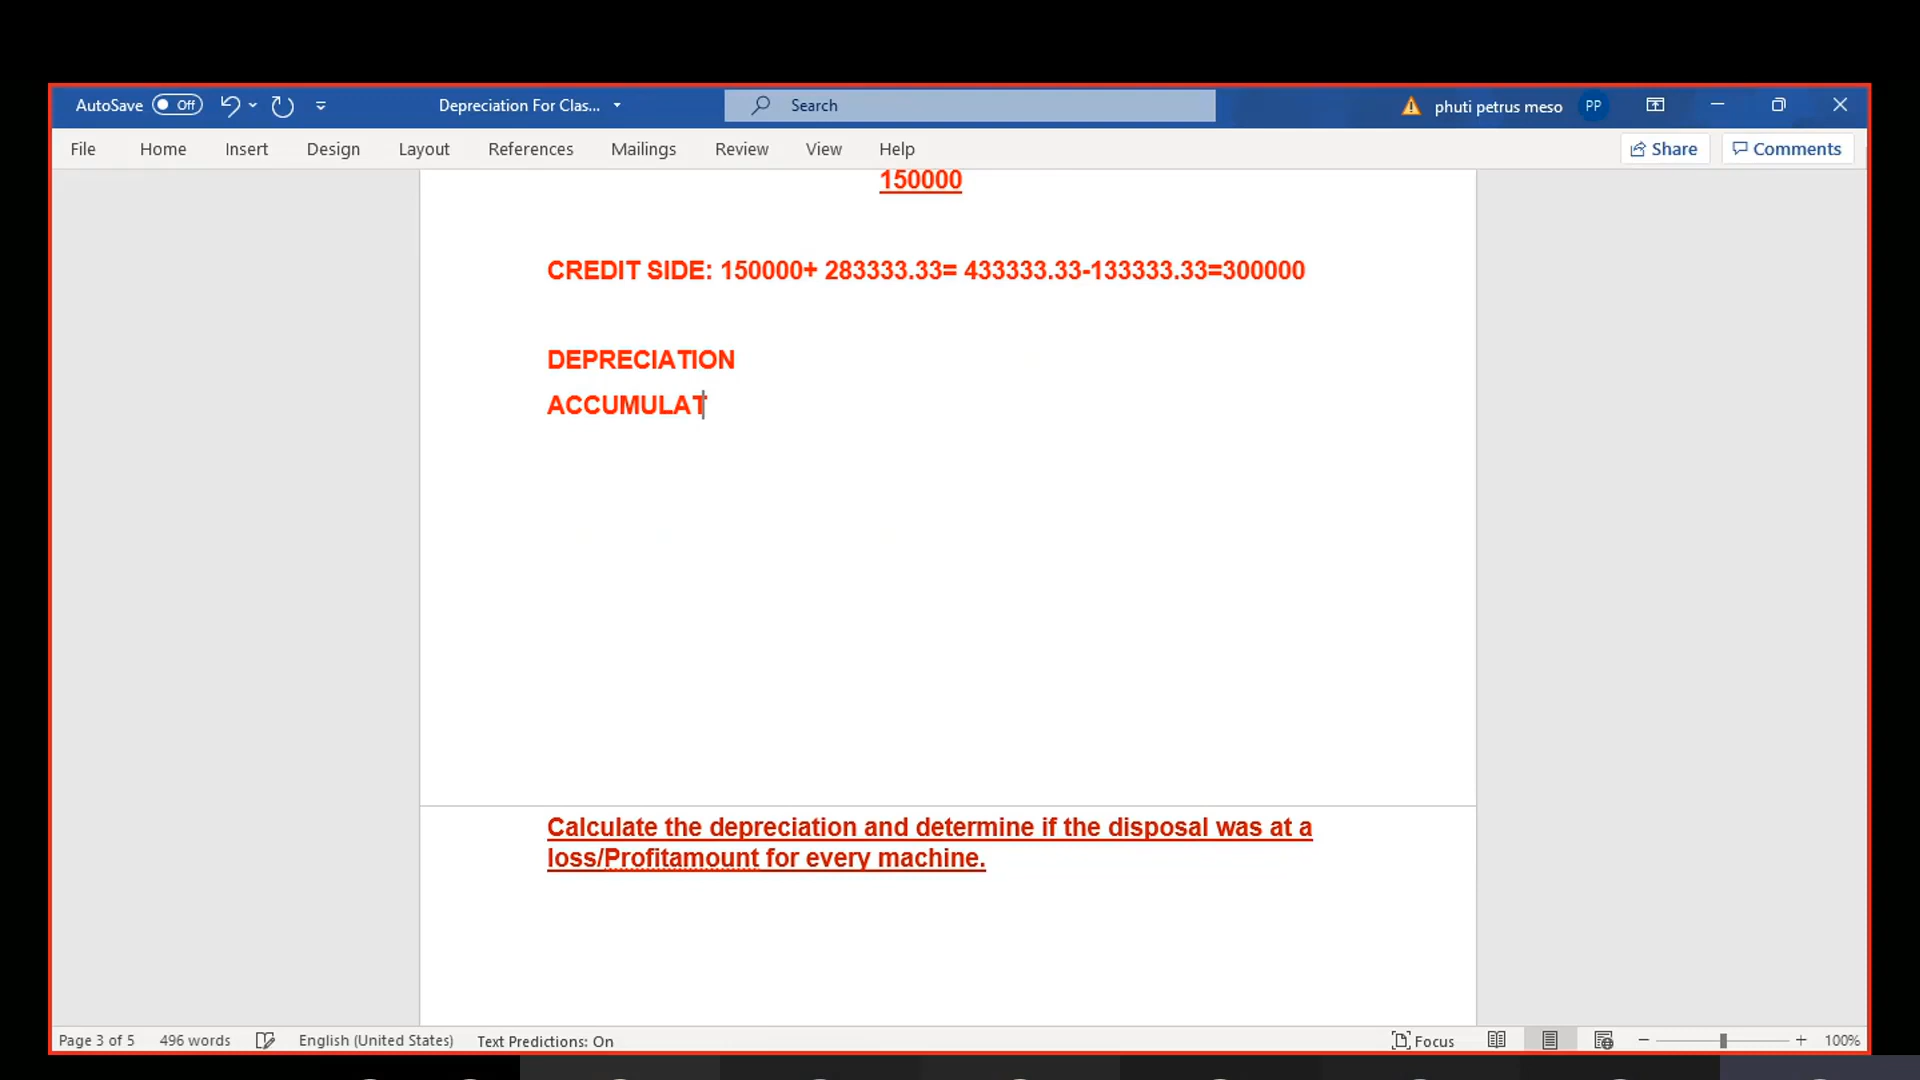 AutoSave Off Depreciation For Clas... Search phuti petrus meso PP
File Home Insert Design Layout References Mailings Review View Help Share Comments
150000
CREDIT SIDE: 150000+ 283333.33= 433333.33-133333.33=300000
DEPRECIATION
ACCUMULAT
Calculate the depreciation and determine if the disposal was at a
loss/Profitamount for every machine.
Page 3 of 5 496 words English (United States) Text Predictions: On Focus 100%